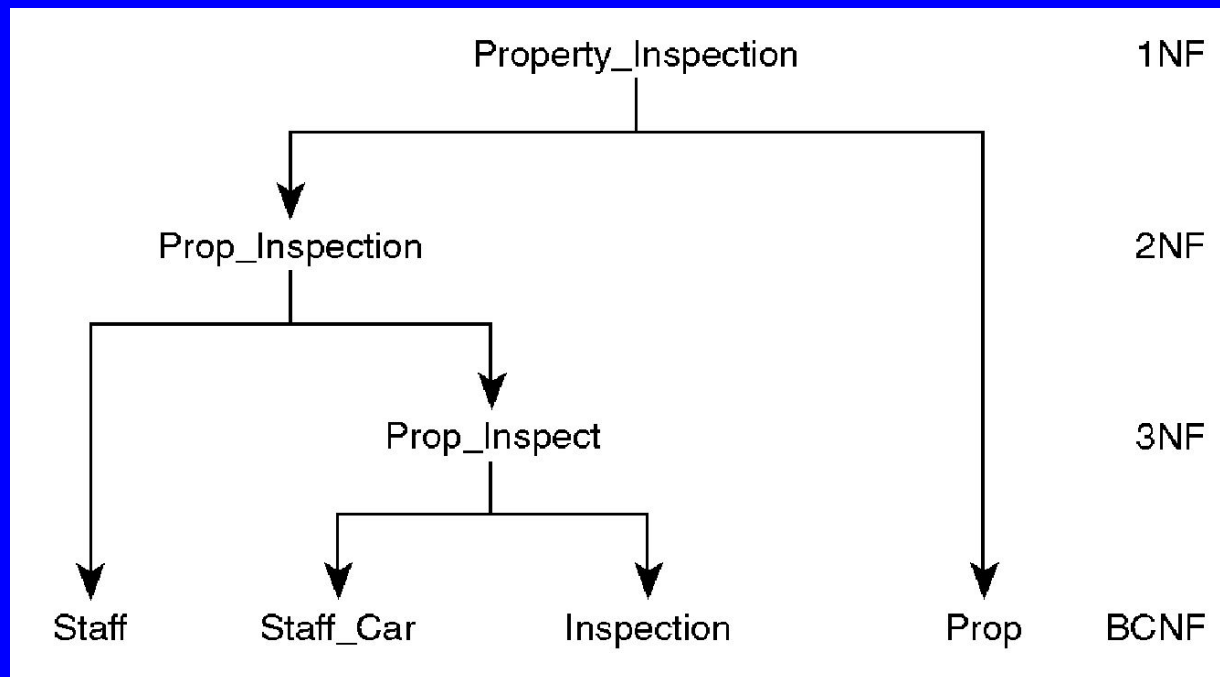 Property_Inspection 1NF
Prop_Inspection 2NF
Prop_Inspect 3NF
Staff Staff_Car Inspection Prop BCNF